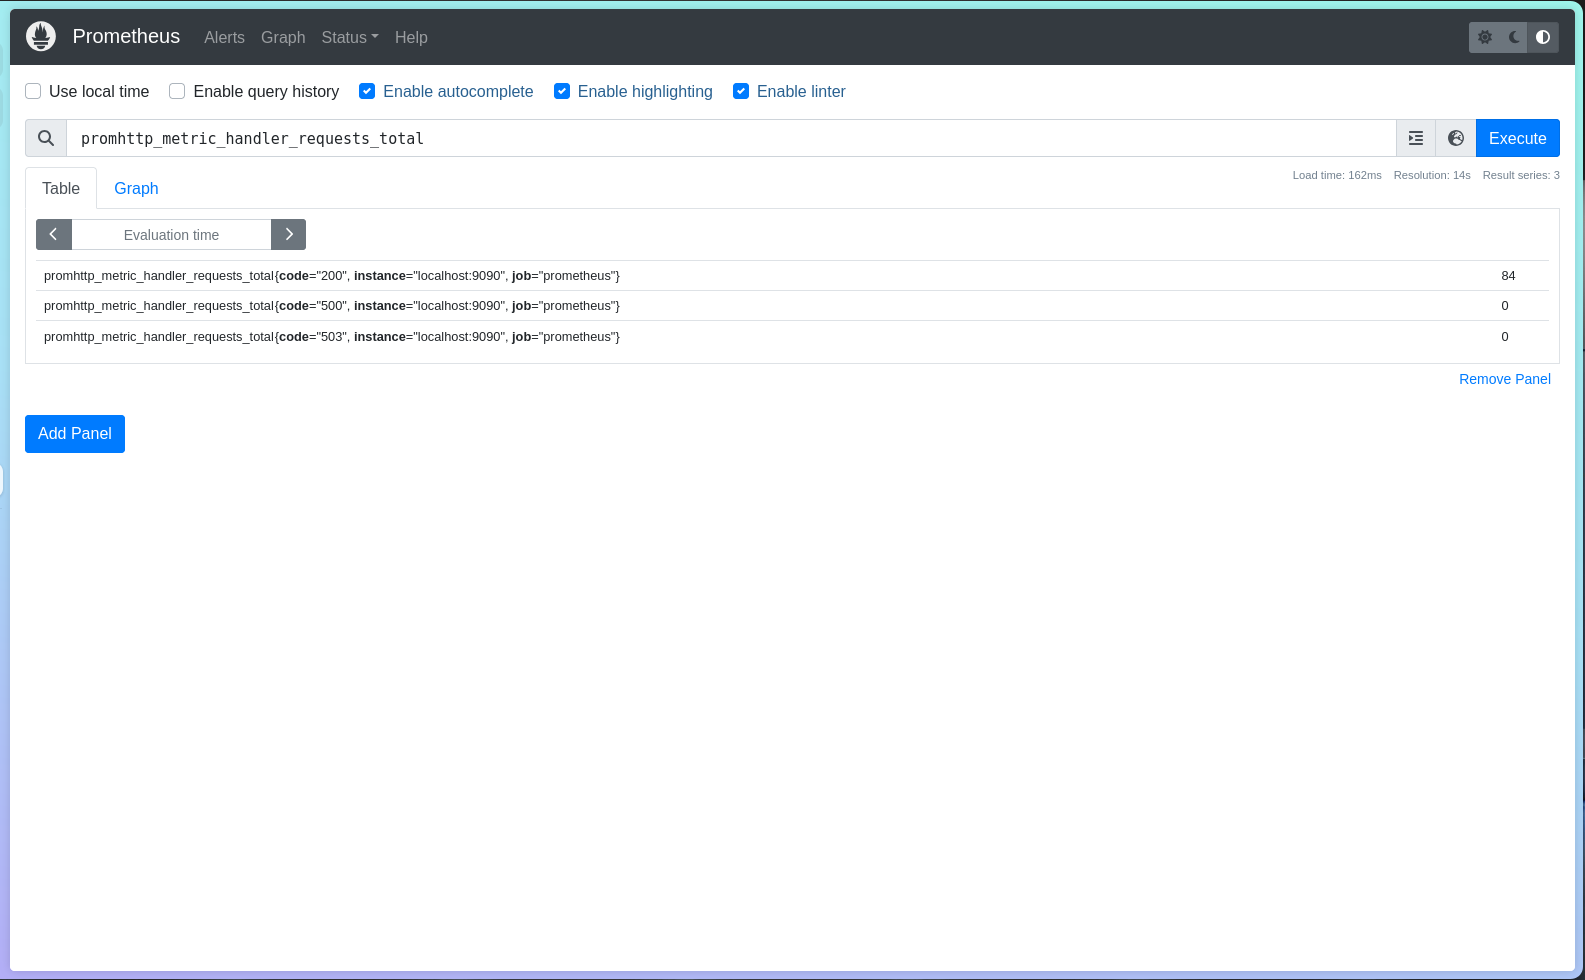 Prometheus Alerts Graph Status Help
Use local time Enable query history Enable autocomplete Enable highlighting Enable linter
promhttp_metric_handler_requests_total Execute
Table Graph Load time: 162ms Resolution: 14s Result series: 3
Evaluation time
promhttp_metric_handler_requests_total{code="200", instance="localhost:9090", job="prometheus"} 84
promhttp_metric_handler_requests_total{code="500", instance="localhost:9090", job="prometheus"} 0
promhttp_metric_handler_requests_total{code="503", instance="localhost:9090", job="prometheus"} 0
Remove Panel
Add Panel